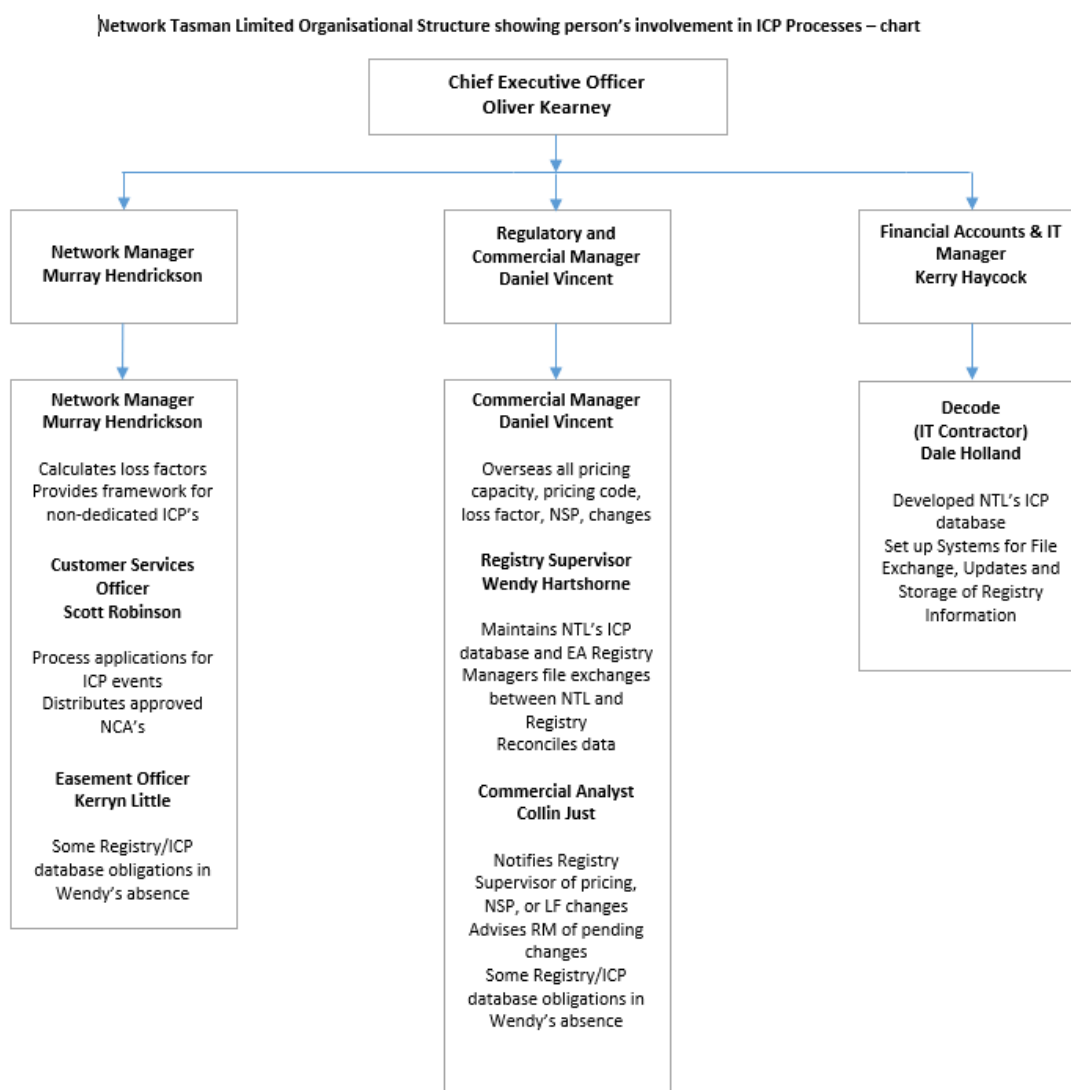 Network Tasman Limited Organisational Structure showing person's involvement in ICP Processes – chart
Chief Executive Officer
Oliver Kearney
Network Manager
Murray Hendrickson
Regulatory and
Commercial Manager
Daniel Vincent
Financial Accounts & IT
Manager
Kerry Haycock
Network Manager
Murray Hendrickson
Calculates loss factors
Provides framework for
non-dedicated ICP's
Customer Services
Officer
Scott Robinson
Process applications for
ICP events
Distributes approved
NCA's
Easement Officer
Kerryn Little
Some Registry/ICP
database obligations in
Wendy's absence
Commercial Manager
Daniel Vincent
Overseas all pricing
capacity, pricing code,
loss factor, NSP, changes
Registry Supervisor
Wendy Hartshorne
Maintains NTL's ICP
database and EA Registry
Managers file exchanges
between NTL and
Registry
Reconciles data
Commercial Analyst
Collin Just
Notifies Registry
Supervisor of pricing,
NSP, or LF changes
Advises RM of pending
changes
Some Registry/ICP
database obligations in
Wendy's absence
Decode
(IT Contractor)
Dale Holland
Developed NTL's ICP
database
Set up Systems for File
Exchange, Updates and
Storage of Registry
Information